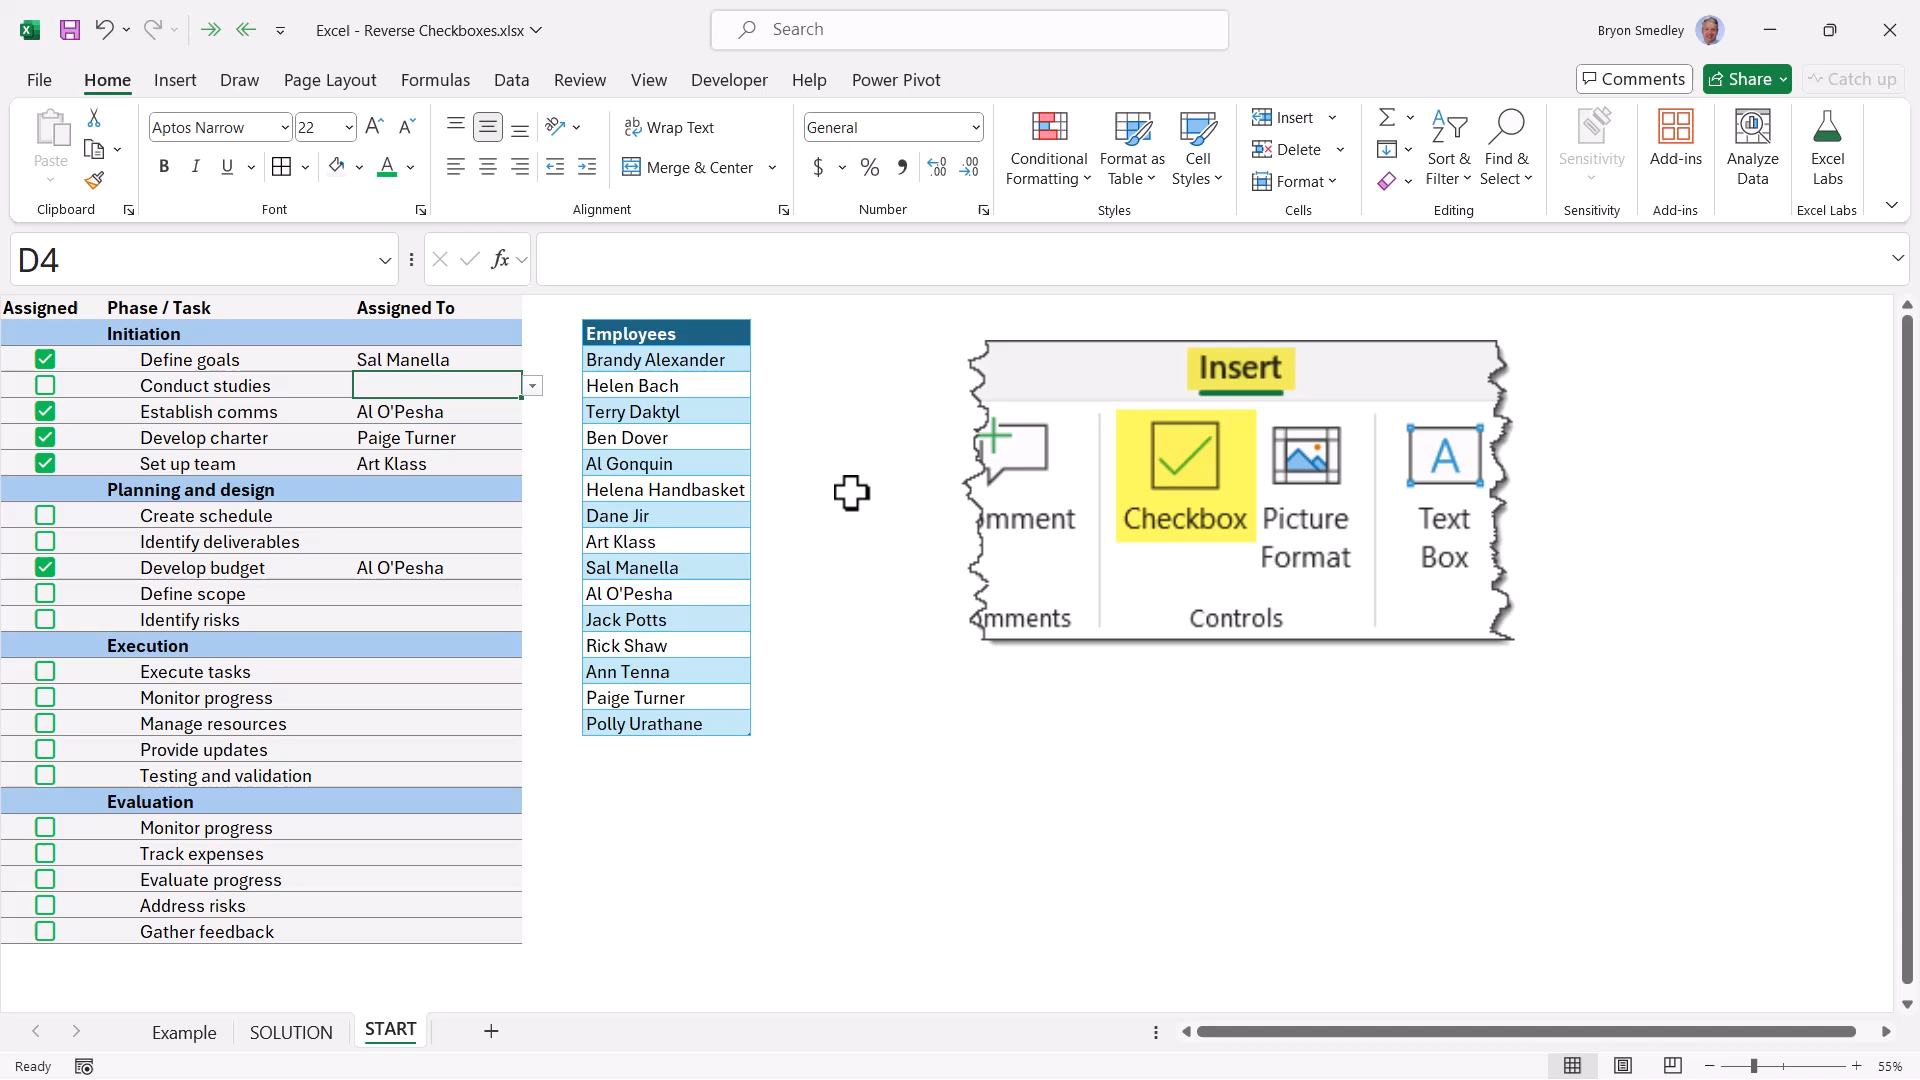 Excel - Reverse Checkboxes.xlsx
Search
Bryon Smedley
File Home Insert Draw Page Layout Formulas Data Review View Developer Help Power Pivot
Comments Share Catch up
Paste
Clipboard
Aptos Narrow 22
B I U A
Font
Wrap Text
Merge & Center
Alignment
General
$ % ,
Number
Conditional Formatting
Format as Table
Cell Styles
Styles
Insert
Delete
Format
Cells
Sort & Filter
Find & Select
Editing
Sensitivity
Sensitivity
Add-ins
Add-ins
Analyze Data
Excel Labs
Excel Labs
D4
fx
Assigned Phase / Task Assigned To
Initiation
Define goals Sal Manella
Conduct studies
Establish comms Al O'Pesha
Develop charter Paige Turner
Set up team Art Klass
Planning and design
Create schedule
Identify deliverables
Develop budget Al O'Pesha
Define scope
Identify risks
Execution
Execute tasks
Monitor progress
Manage resources
Provide updates
Testing and validation
Evaluation
Monitor progress
Track expenses
Evaluate progress
Address risks
Gather feedback
Employees
Brandy Alexander
Helen Bach
Terry Daktyl
Ben Dover
Al Gonquin
Helena Handbasket
Dane Jir
Art Klass
Sal Manella
Al O'Pesha
Jack Potts
Rick Shaw
Ann Tenna
Paige Turner
Polly Urathane
Insert
mment Checkbox Picture Format
A
Text Box
mments Controls
Example SOLUTION START
Ready
55%